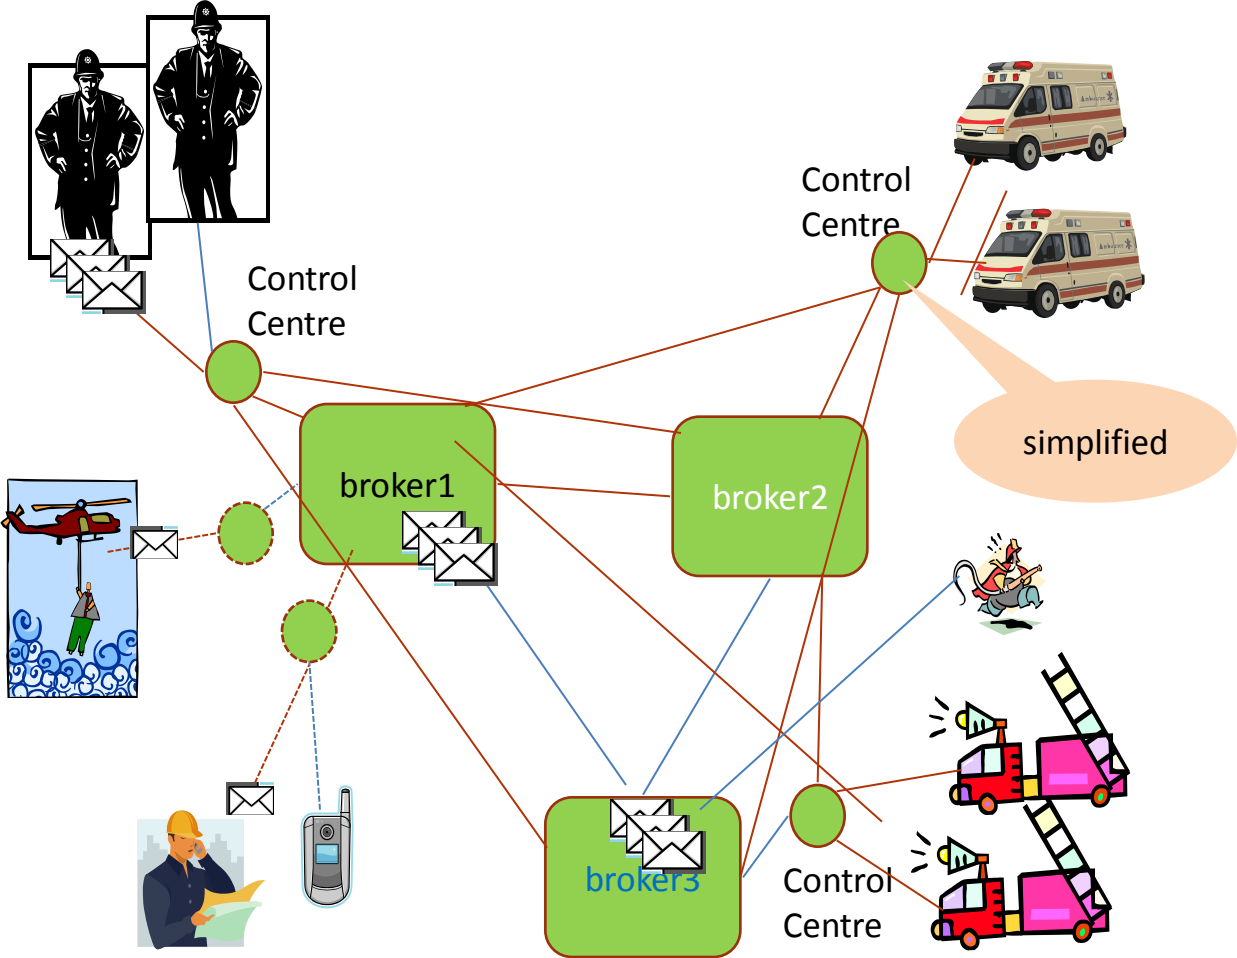 Control
Centre
Control
Centre
simplified
broker1
broker2
broker3
Control
Centre